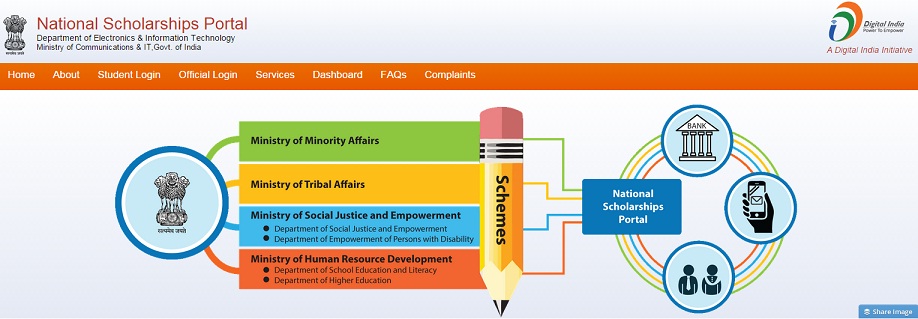 National Scholarships Portal
Department of Electronics & Information Technology
Ministry of Communications & IT,Govt. of India
Digital India
Power To Empower
A Digital India Initiative
Home About Student Login Official Login Services Dashboard FAQs Complaints
सत्यमेव जयते
Ministry of Minority Affairs
Ministry of Tribal Affairs
Ministry of Social Justice and Empowerment
Department of Social Justice and Empowerment
Department of Empowerment of Persons with Disability
Ministry of Human Resource Development
Department of School Education and Literacy
Department of Higher Education
Schemes
National
Scholarships
Portal
BANK
Share Image